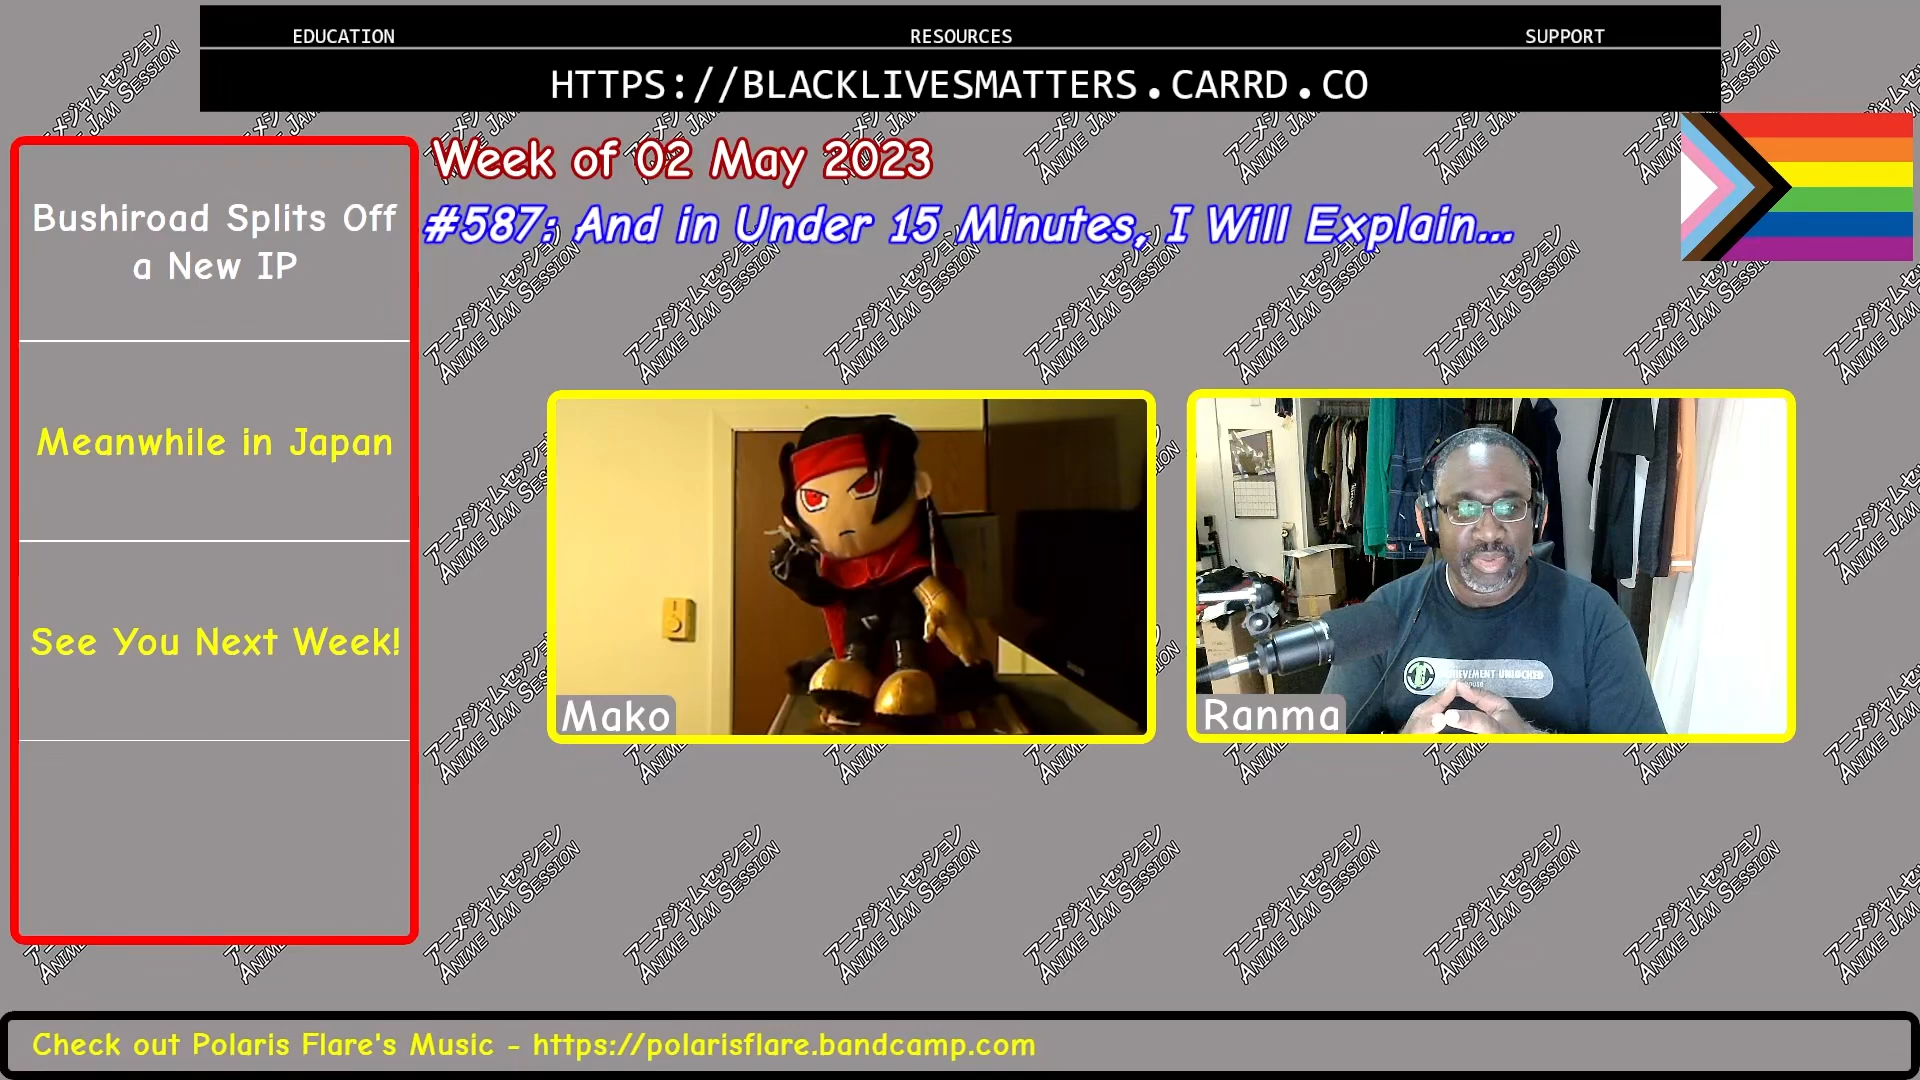 EDUCATION RESOURCES SUPPORT
HTTPS://BLACKLIVESMATTERS.CARRD.CO
Week of 02 May 2023
#587: And in Under 15 Minutes, I Will Explain...
Bushiroad Splits Off
a New IP
Meanwhile in Japan
See You Next Week!
アニメジャムセッション
ANIME JAM SESSION
Mako
Ranma
Check out Polaris Flare's Music - https://polarisflare.bandcamp.com